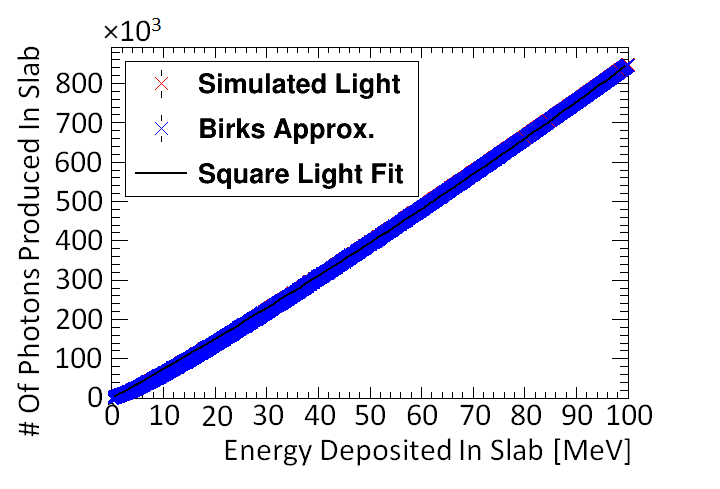 ×10³
# Of Photons Produced In Slab
800
700
600
500
400
300
200
100
0
Simulated Light
Birks Approx.
Square Light Fit
0 10 20 30 40 50 60 70 80 90 100
Energy Deposited In Slab [MeV]